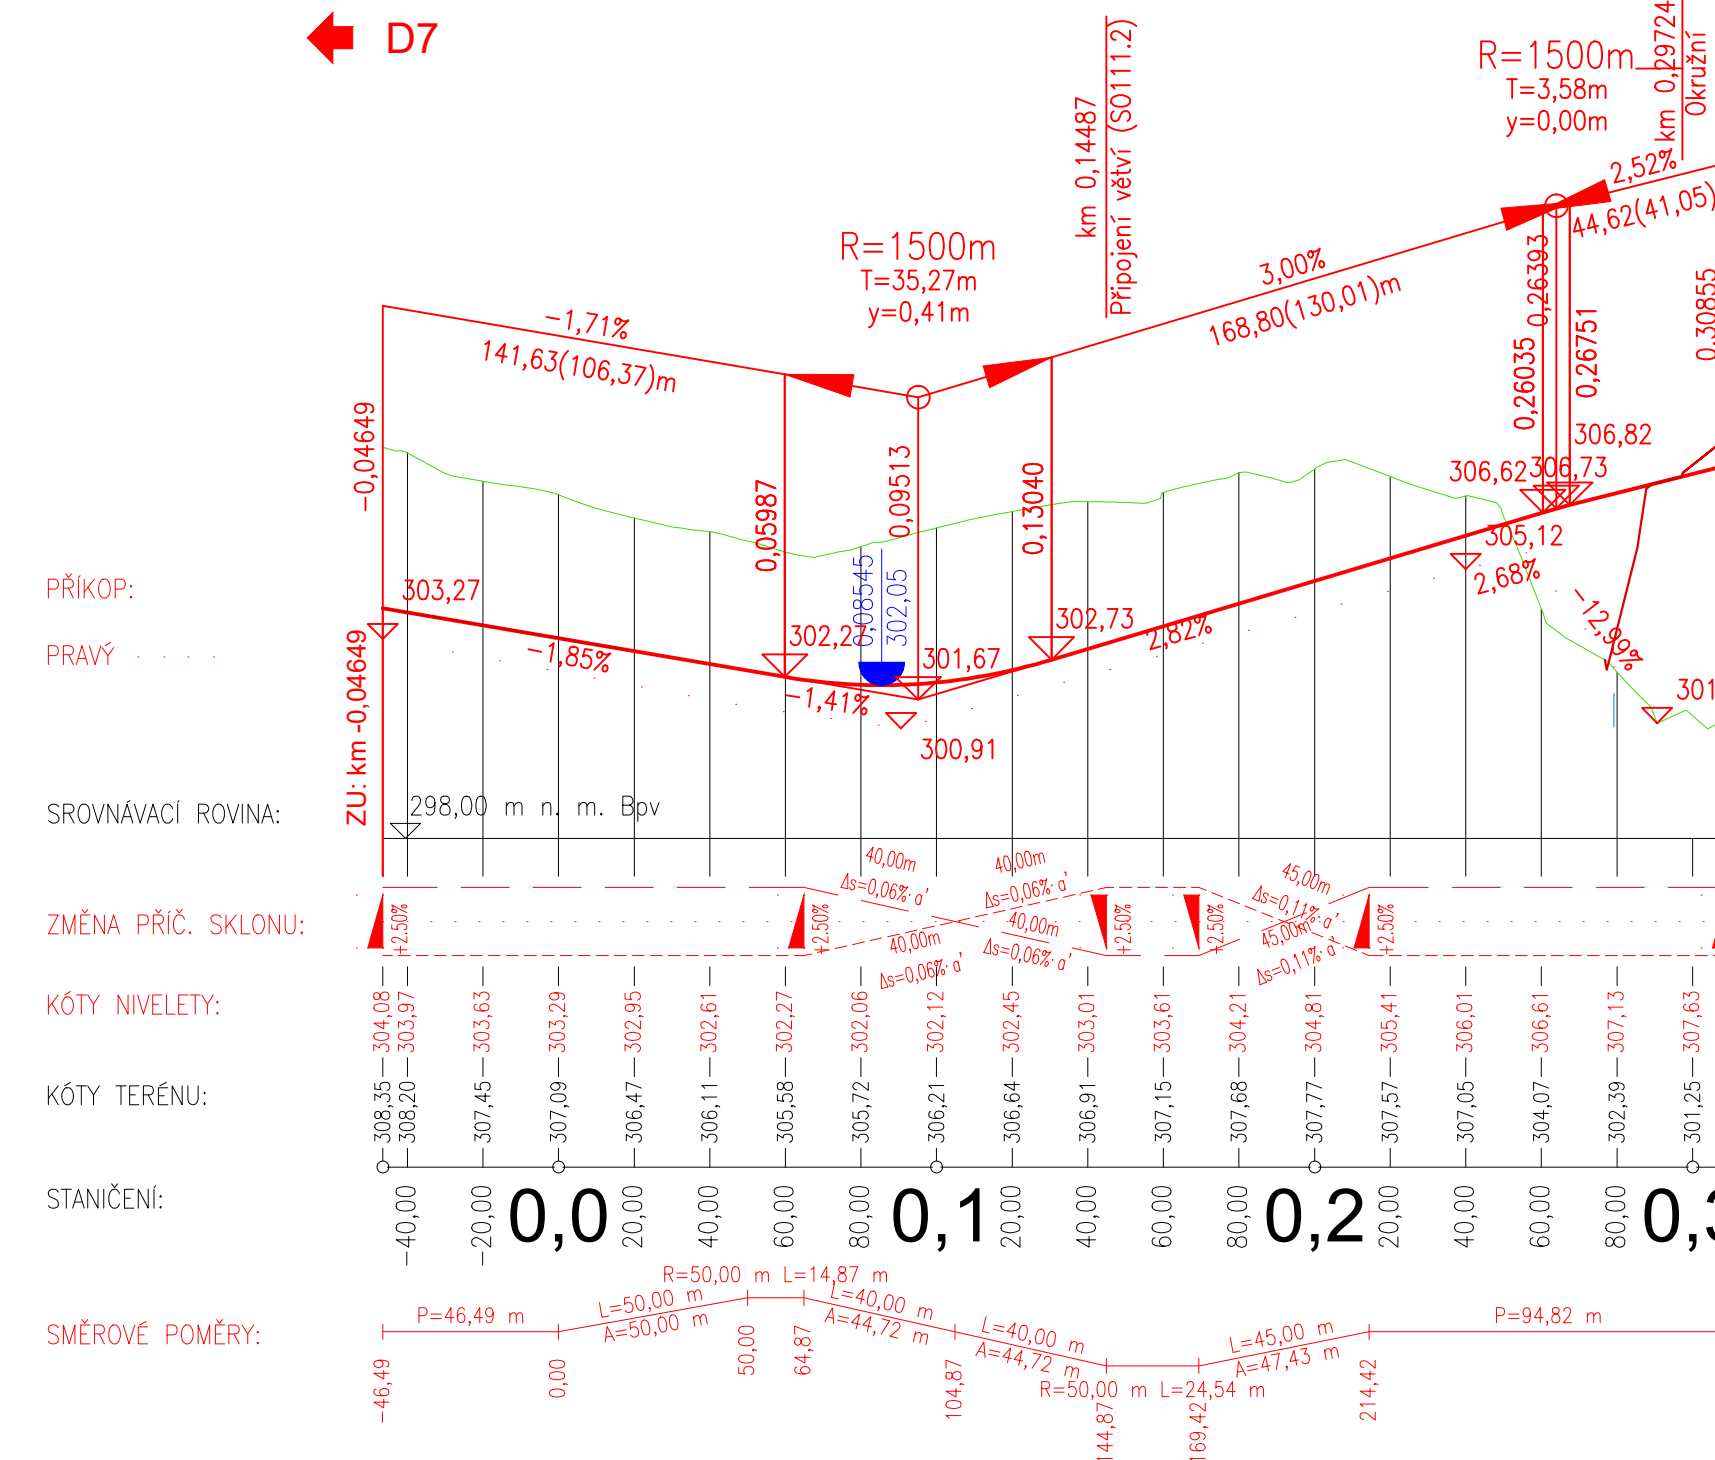 D7
R=1500m
T=35,27m
y=0,41m
km 0,14487
Připojení větví (SO111.2)
R=1500m
T=3,58m
y=0,00m
km 0,29724
Okružní
-1,71%
141,63(106,37)m
3,00%
168,80(130,01)m
2,52%
44,62(41,05)
-0,04649
0,05987
0,09513
0,13040
0,26035
0,26393
0,26751
0,30855
0,08545
302,05
303,27
302,27
301,67
302,73
306,62
306,73
306,82
305,12
300,91
301
-1,85%
-1,41%
2,82%
2,68%
-12,99%
ZU: km -0,04649
PŘÍKOP:
PRAVÝ
SROVNÁVACÍ ROVINA:
298,00 m n. m. Bpv
ZMĚNA PŘÍČ. SKLONU:
+2.50%
+2.50%
40,00m
Δs=0,06%·a'
40,00m
Δs=0,06%·a'
40,00m
Δs=0,06%·a'
40,00m
Δs=0,06%·a'
+2.50%
+2.50%
45,00m
Δs=0,11%·a'
45,00m
Δs=0,11%·a'
+2.50%
KÓTY NIVELETY:
304,08 303,97 303,63 303,29 302,95 302,61 302,27 302,06 302,12 302,45 303,01 303,61 304,21 304,81 305,41 306,01 306,61 307,13 307,63
KÓTY TERÉNU:
308,35 308,20 307,45 307,09 306,47 306,11 305,58 305,72 306,21 306,64 306,91 307,15 307,68 307,77 307,57 307,05 304,07 302,39 301,25
STANIČENÍ:
-40,00 -20,00 0,0 20,00 40,00 60,00 80,00 0,1 20,00 40,00 60,00 80,00 0,2 20,00 40,00 60,00 80,00 0,3
SMĚROVÉ POMĚRY:
P=46,49 m
L=50,00 m
A=50,00 m
R=50,00 m L=14,87 m
L=40,00 m
A=44,72 m
L=40,00 m
A=44,72 m
R=50,00 m L=24,54 m
L=45,00 m
A=47,43 m
P=94,82 m
-46,49 0,00 50,00 64,87 104,87 144,87 169,42 214,42